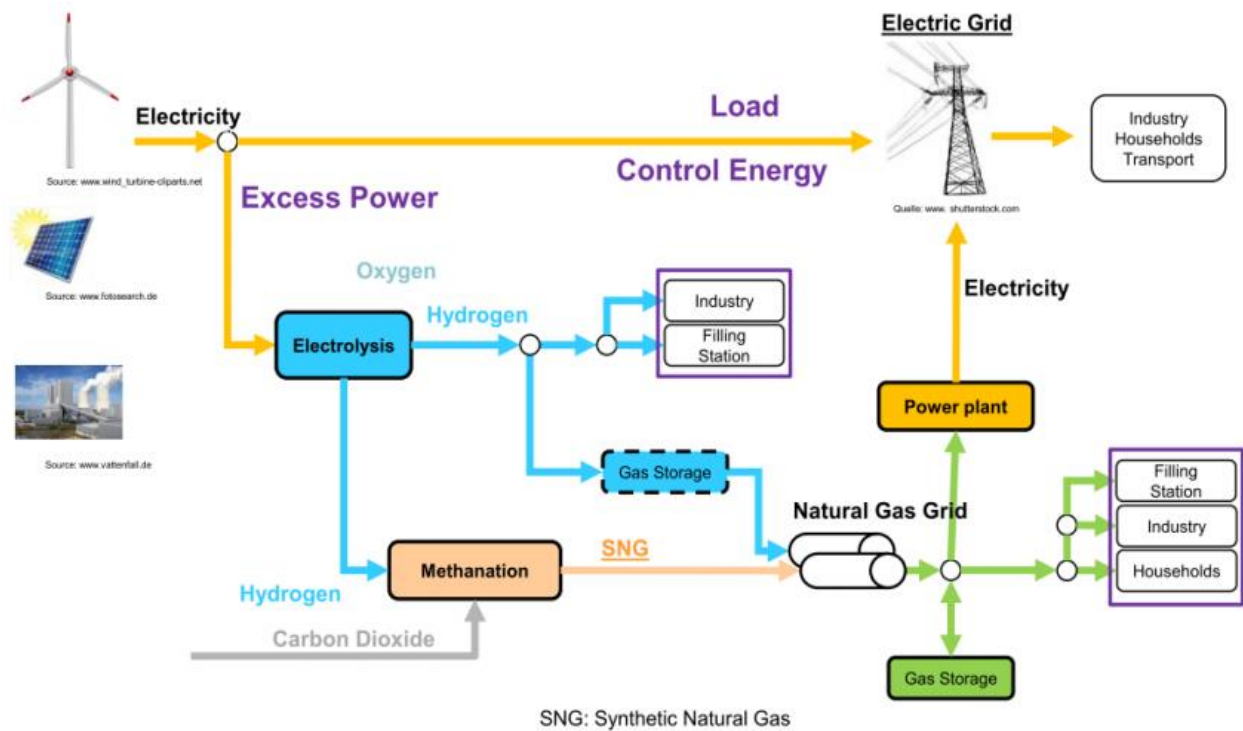 Electric Grid
Electricity
Load
Industry
Households
Transport
Control Energy
Source: www.wind_turbine-cliparts.net
Excess Power
Quelle: www. shutterstock.com
Oxygen
Source: www.fotosearch.de
Electricity
Industry
Hydrogen
Electrolysis
Filling
Station
Power plant
Source: www.vattenfall.de
Gas Storage
Filling
Station
Natural Gas Grid
Industry
SNG
Methanation
Households
Hydrogen
Carbon Dioxide
Gas Storage
SNG: Synthetic Natural Gas